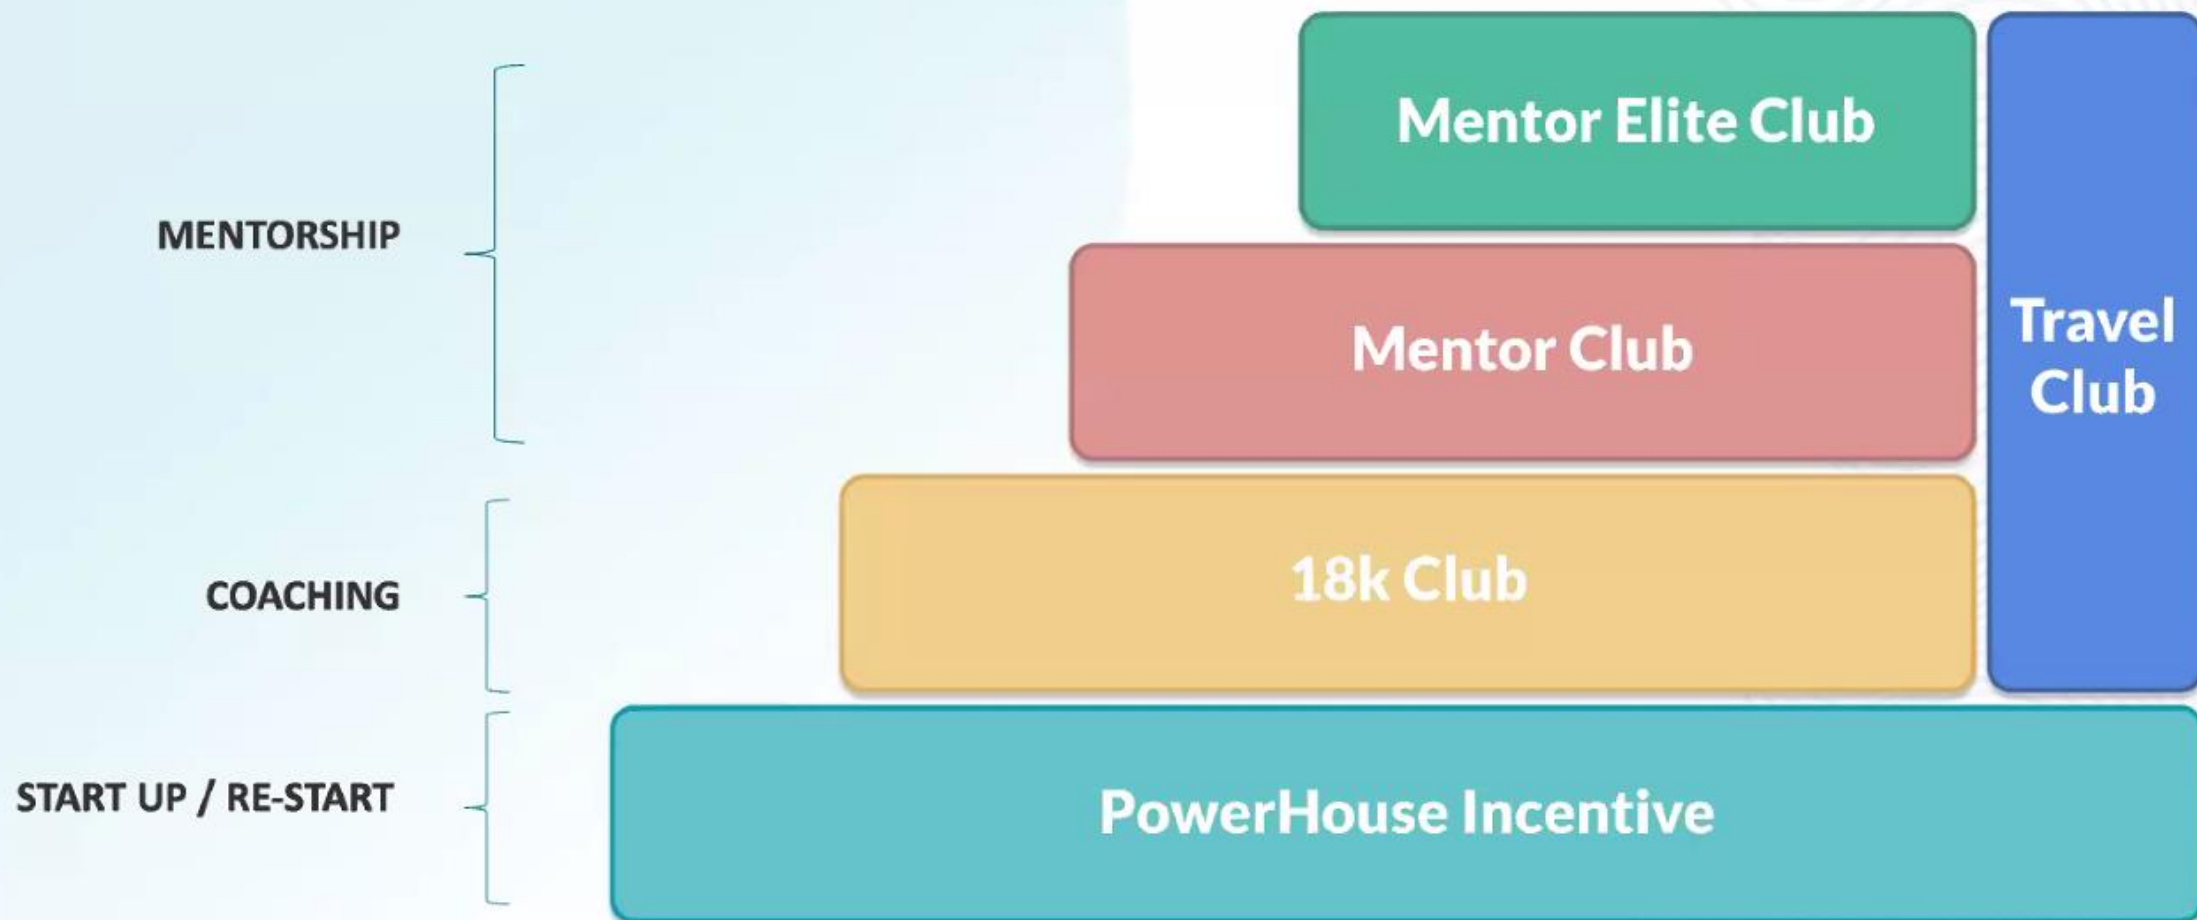 MENTORSHIP
Mentor Elite Club
Mentor Club
Travel
Club
COACHING
18k Club
START UP / RE-START
PowerHouse Incentive